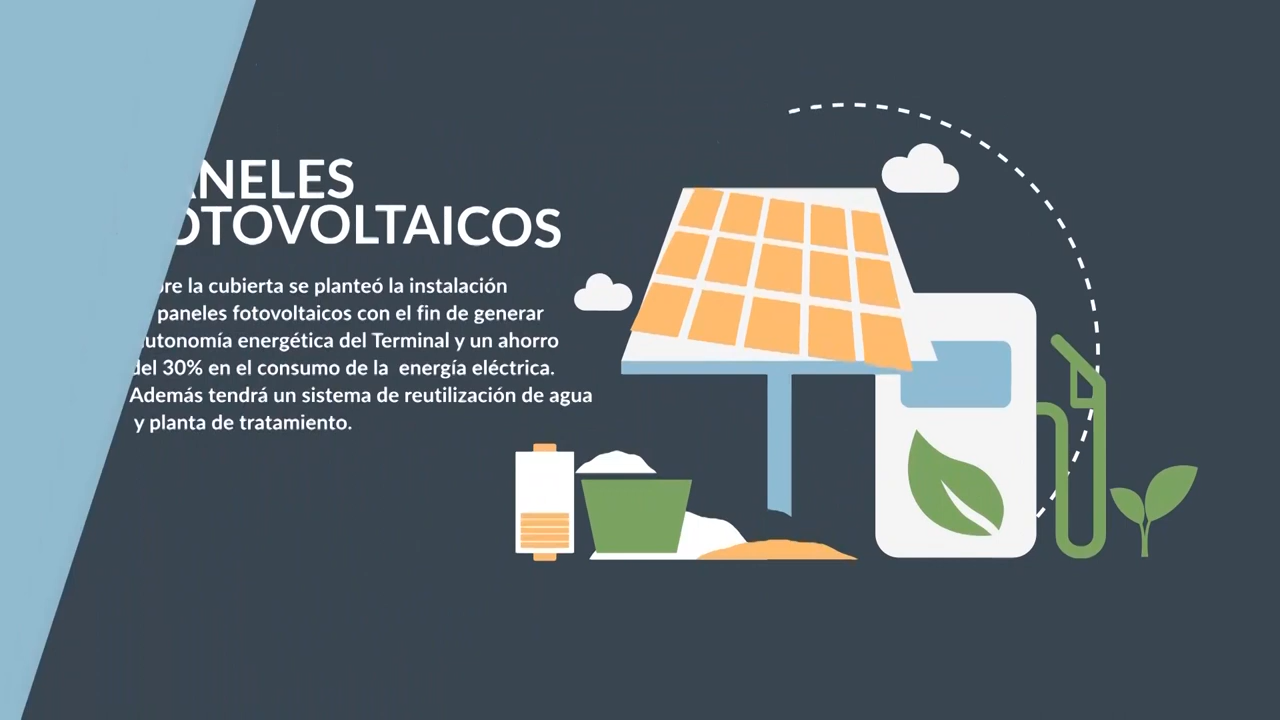 ANELES
OTOVOLTAICOS
bre la cubierta se planteó la instalación
paneles fotovoltaicos con el fin de generar
autonomía energética del Terminal y un ahorro
del 30% en el consumo de la energía eléctrica.
Además tendrá un sistema de reutilización de agua
y planta de tratamiento.